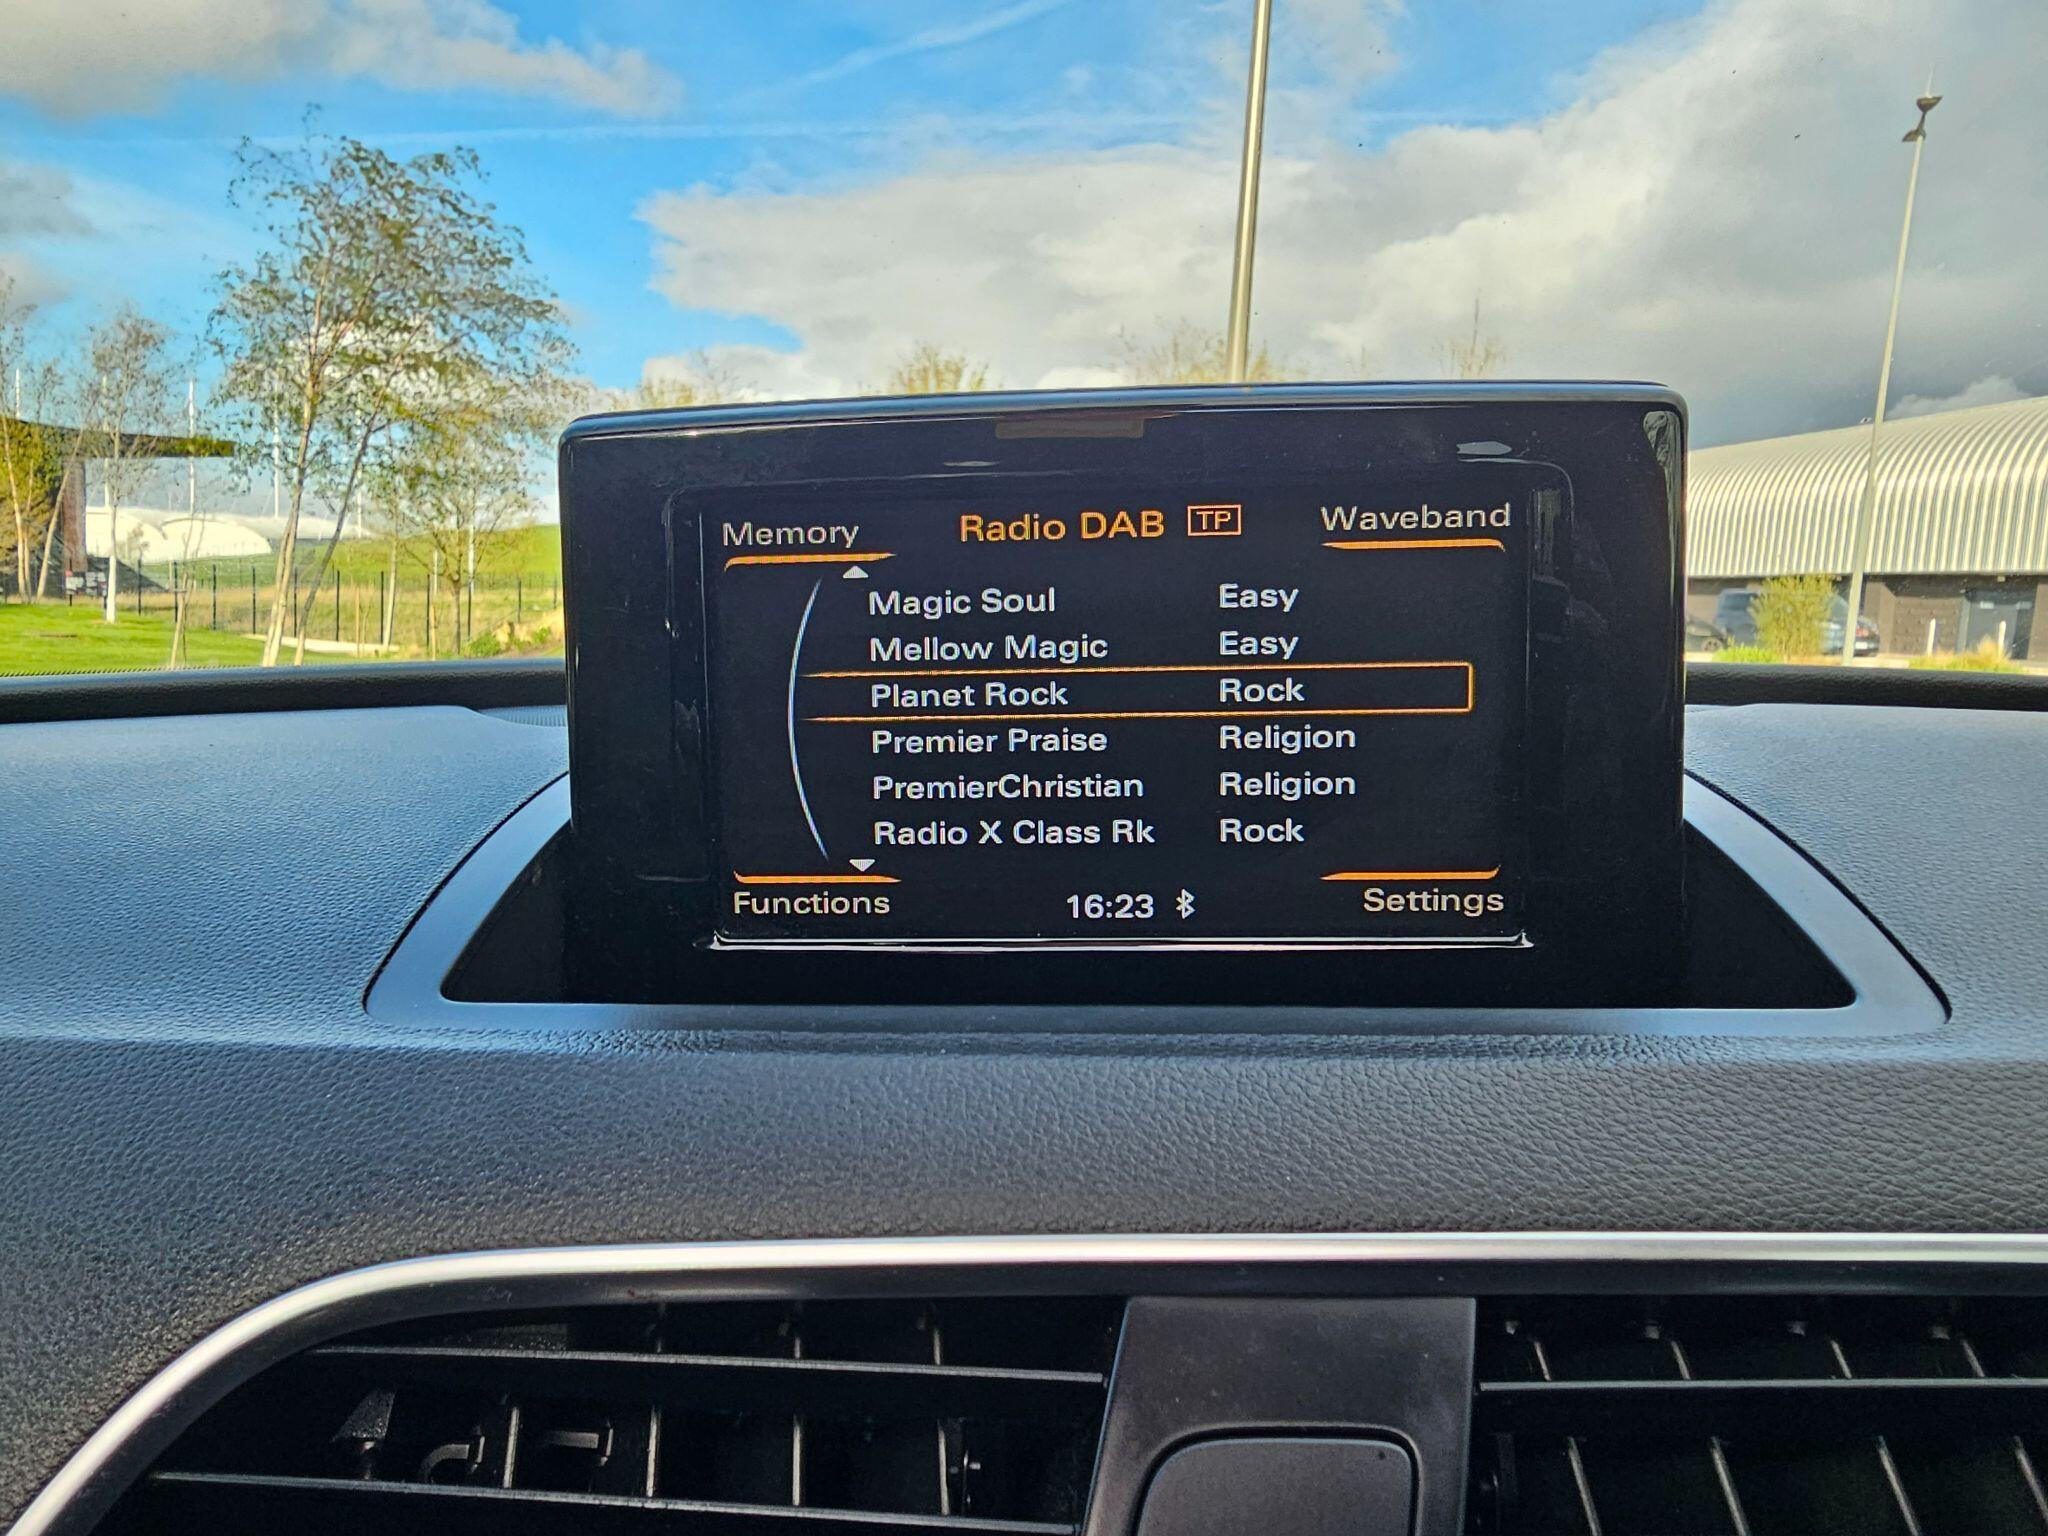 Memory Radio DAB TP Waveband
Magic Soul Easy
Mellow Magic Easy
Planet Rock Rock
Premier Praise Religion
PremierChristian Religion
Radio X Class Rk Rock
Functions 16:23 Settings